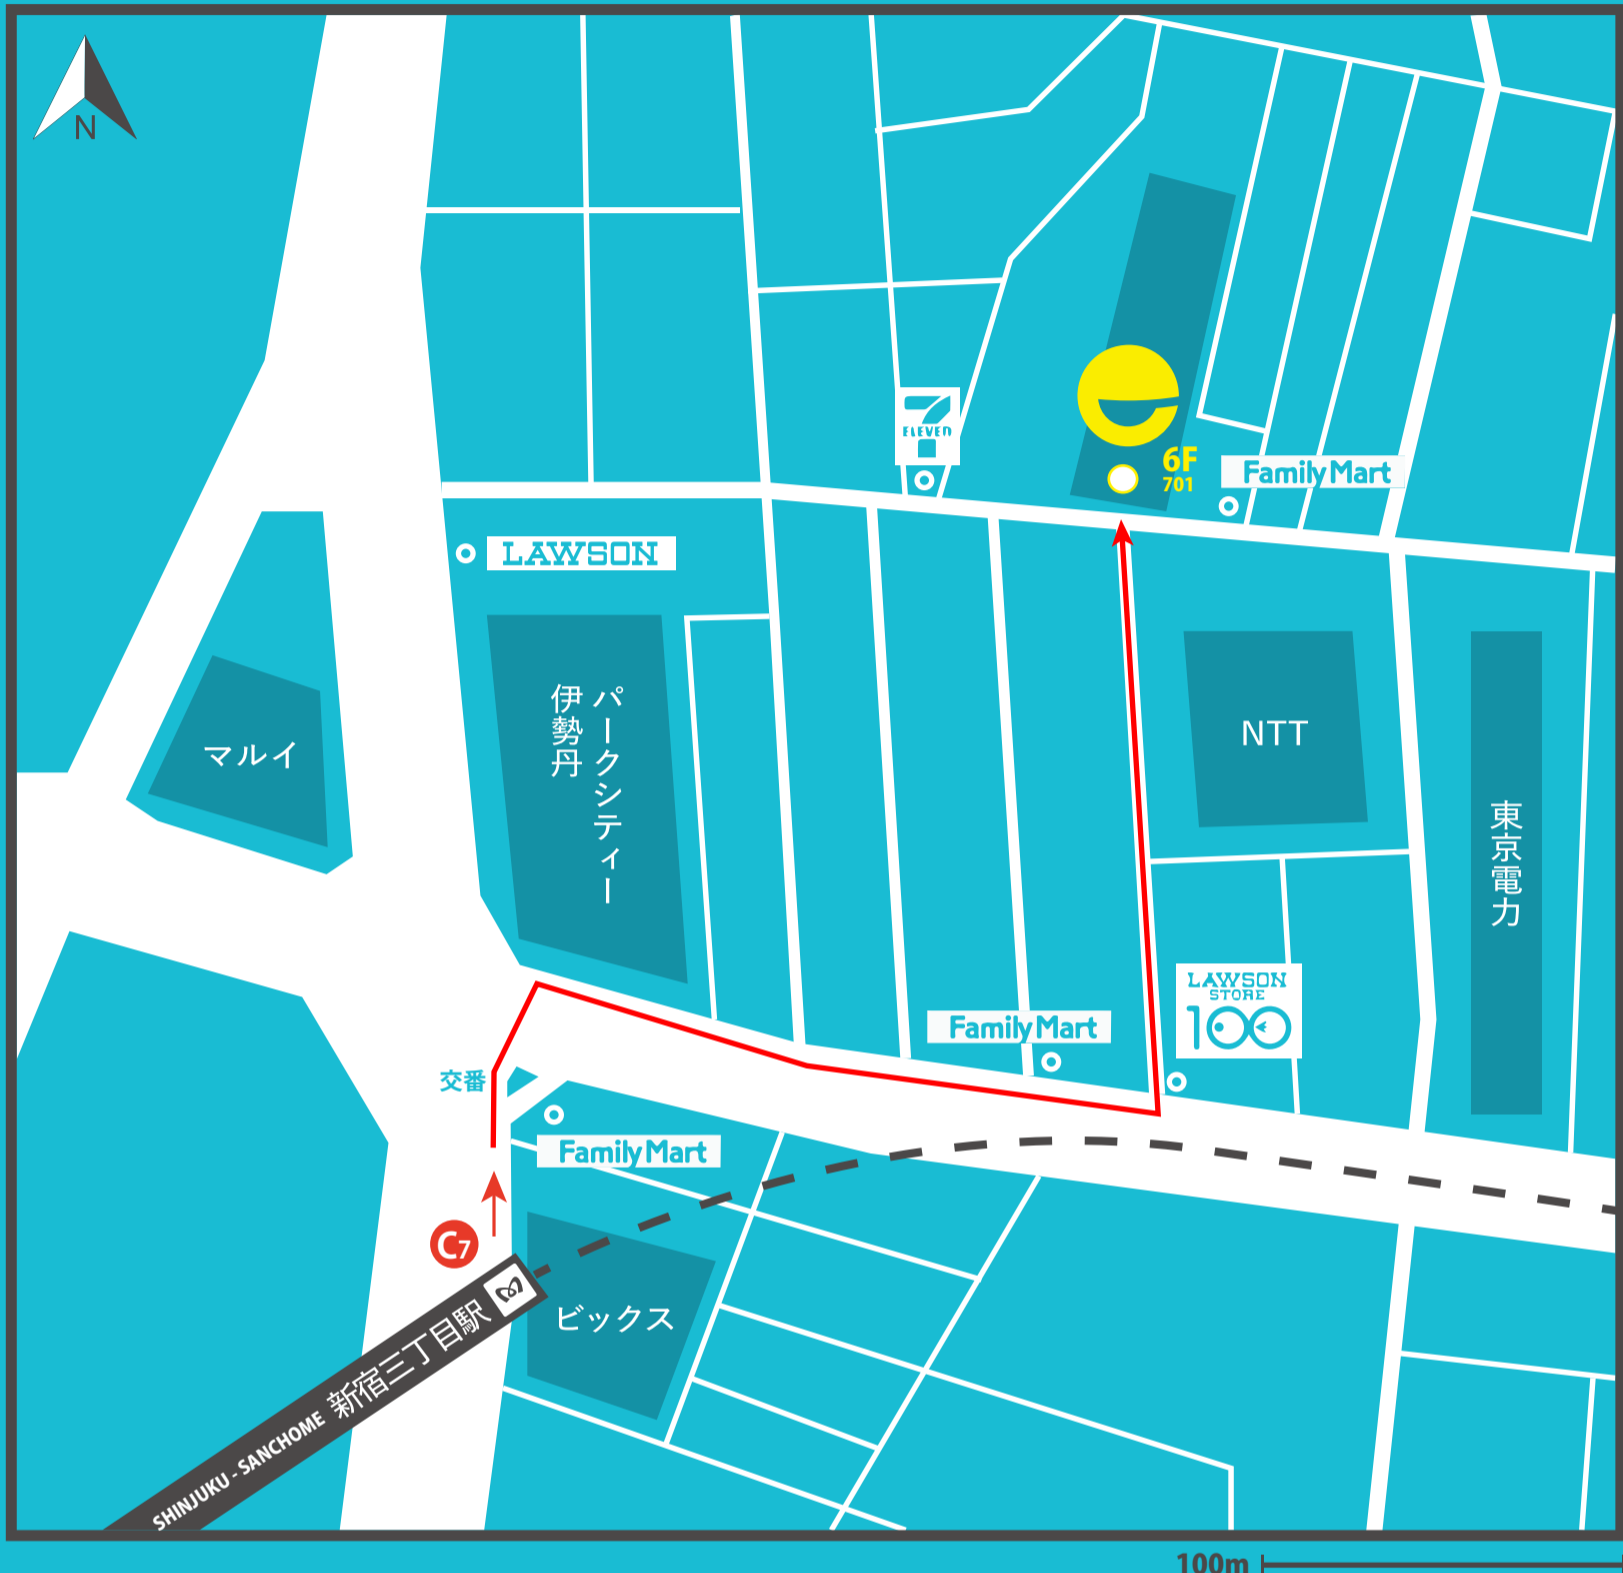 N
7
ELEVEN
6F
701
FamilyMart
LAWSON
パークシティー
伊勢丹
マルイ
NTT
東京電力
LAWSON
STORE
100
FamilyMart
交番
FamilyMart
C7
ビックス
SHINJUKU - SANCHOME 新宿三丁目駅
100m